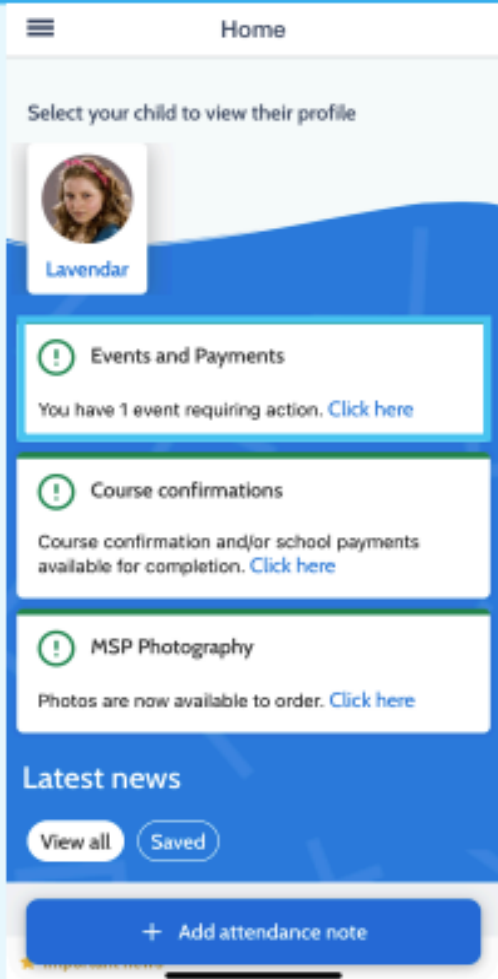 Home
Select your child to view their profile
Lavendar
Events and Payments
You have 1 event requiring action. Click here
Course confirmations
Course confirmation and/or school payments
available for completion. Click here
MSP Photography
Photos are now available to order. Click here
Latest news
View all
Saved
+ Add attendance note
Important news